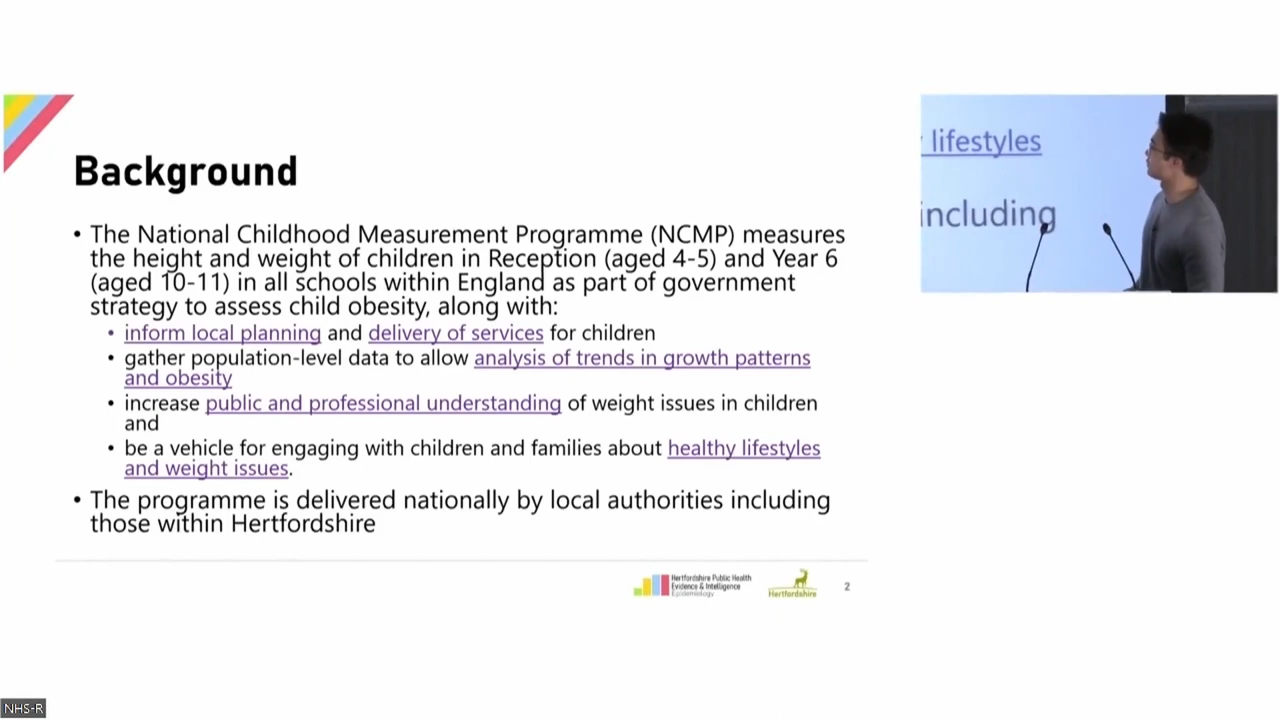 Background
• The National Childhood Measurement Programme (NCMP) measures
the height and weight of children in Reception (aged 4-5) and Year 6
(aged 10-11) in all schools within England as part of government
strategy to assess child obesity, along with:
• inform local planning and delivery of services for children
• gather population-level data to allow analysis of trends in growth patterns
and obesity
• increase public and professional understanding of weight issues in children
and
• be a vehicle for engaging with children and families about healthy lifestyles
and weight issues.
• The programme is delivered nationally by local authorities including
those within Hertfordshire
Hertfordshire Public Health
Evidence & Intelligence
Epidemiology
Hertfordshire
2
lifestyles
including
NHS-R